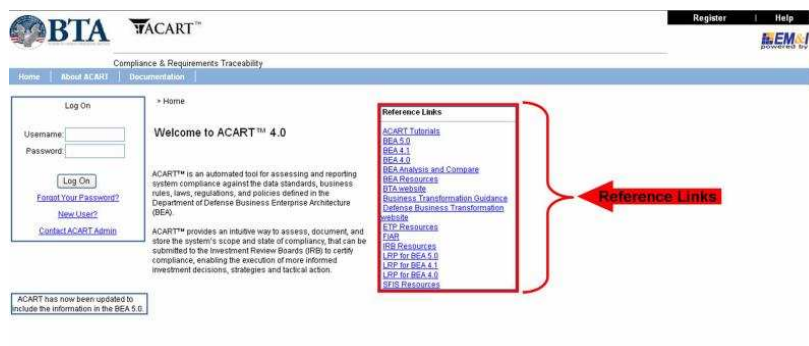 BTA
ACART™
Register | Help
EM&I
powered by
Compliance & Requirements Traceability
Home | About ACART | Documentation |
Log On
Username:
Password:
Log On
Forgot Your Password?
New User?
Contact ACART Admin
ACART has now been updated to
include the information in the BEA 5.0.
> Home
Welcome to ACART™ 4.0
ACART™ is an automated tool for assessing and reporting
system compliance against the data standards, business
rules, laws, regulations, and policies defined in the
Department of Defense Business Enterprise Architecture
(BEA).
ACART™ provides an intuitive way to assess, document, and
store the system's scope and state of compliance, that can be
submitted to the Investment Review Boards (IRB) to certify
compliance, enabling the execution of more informed
investment decisions, strategies and tactical action.
Reference Links
ACART Tutorials
BEA 5.0
BEA 4.1
BEA 4.0
BEA Analysis and Compare
BEA Resources
BTA website
Business Transformation Guidance
Defense Business Transformation
website
ETP Resources
FIAR
IRB Resources
LRP for BEA 5.0
LRP for BEA 4.1
LRP for BEA 4.0
SFIS Resources
Reference Links